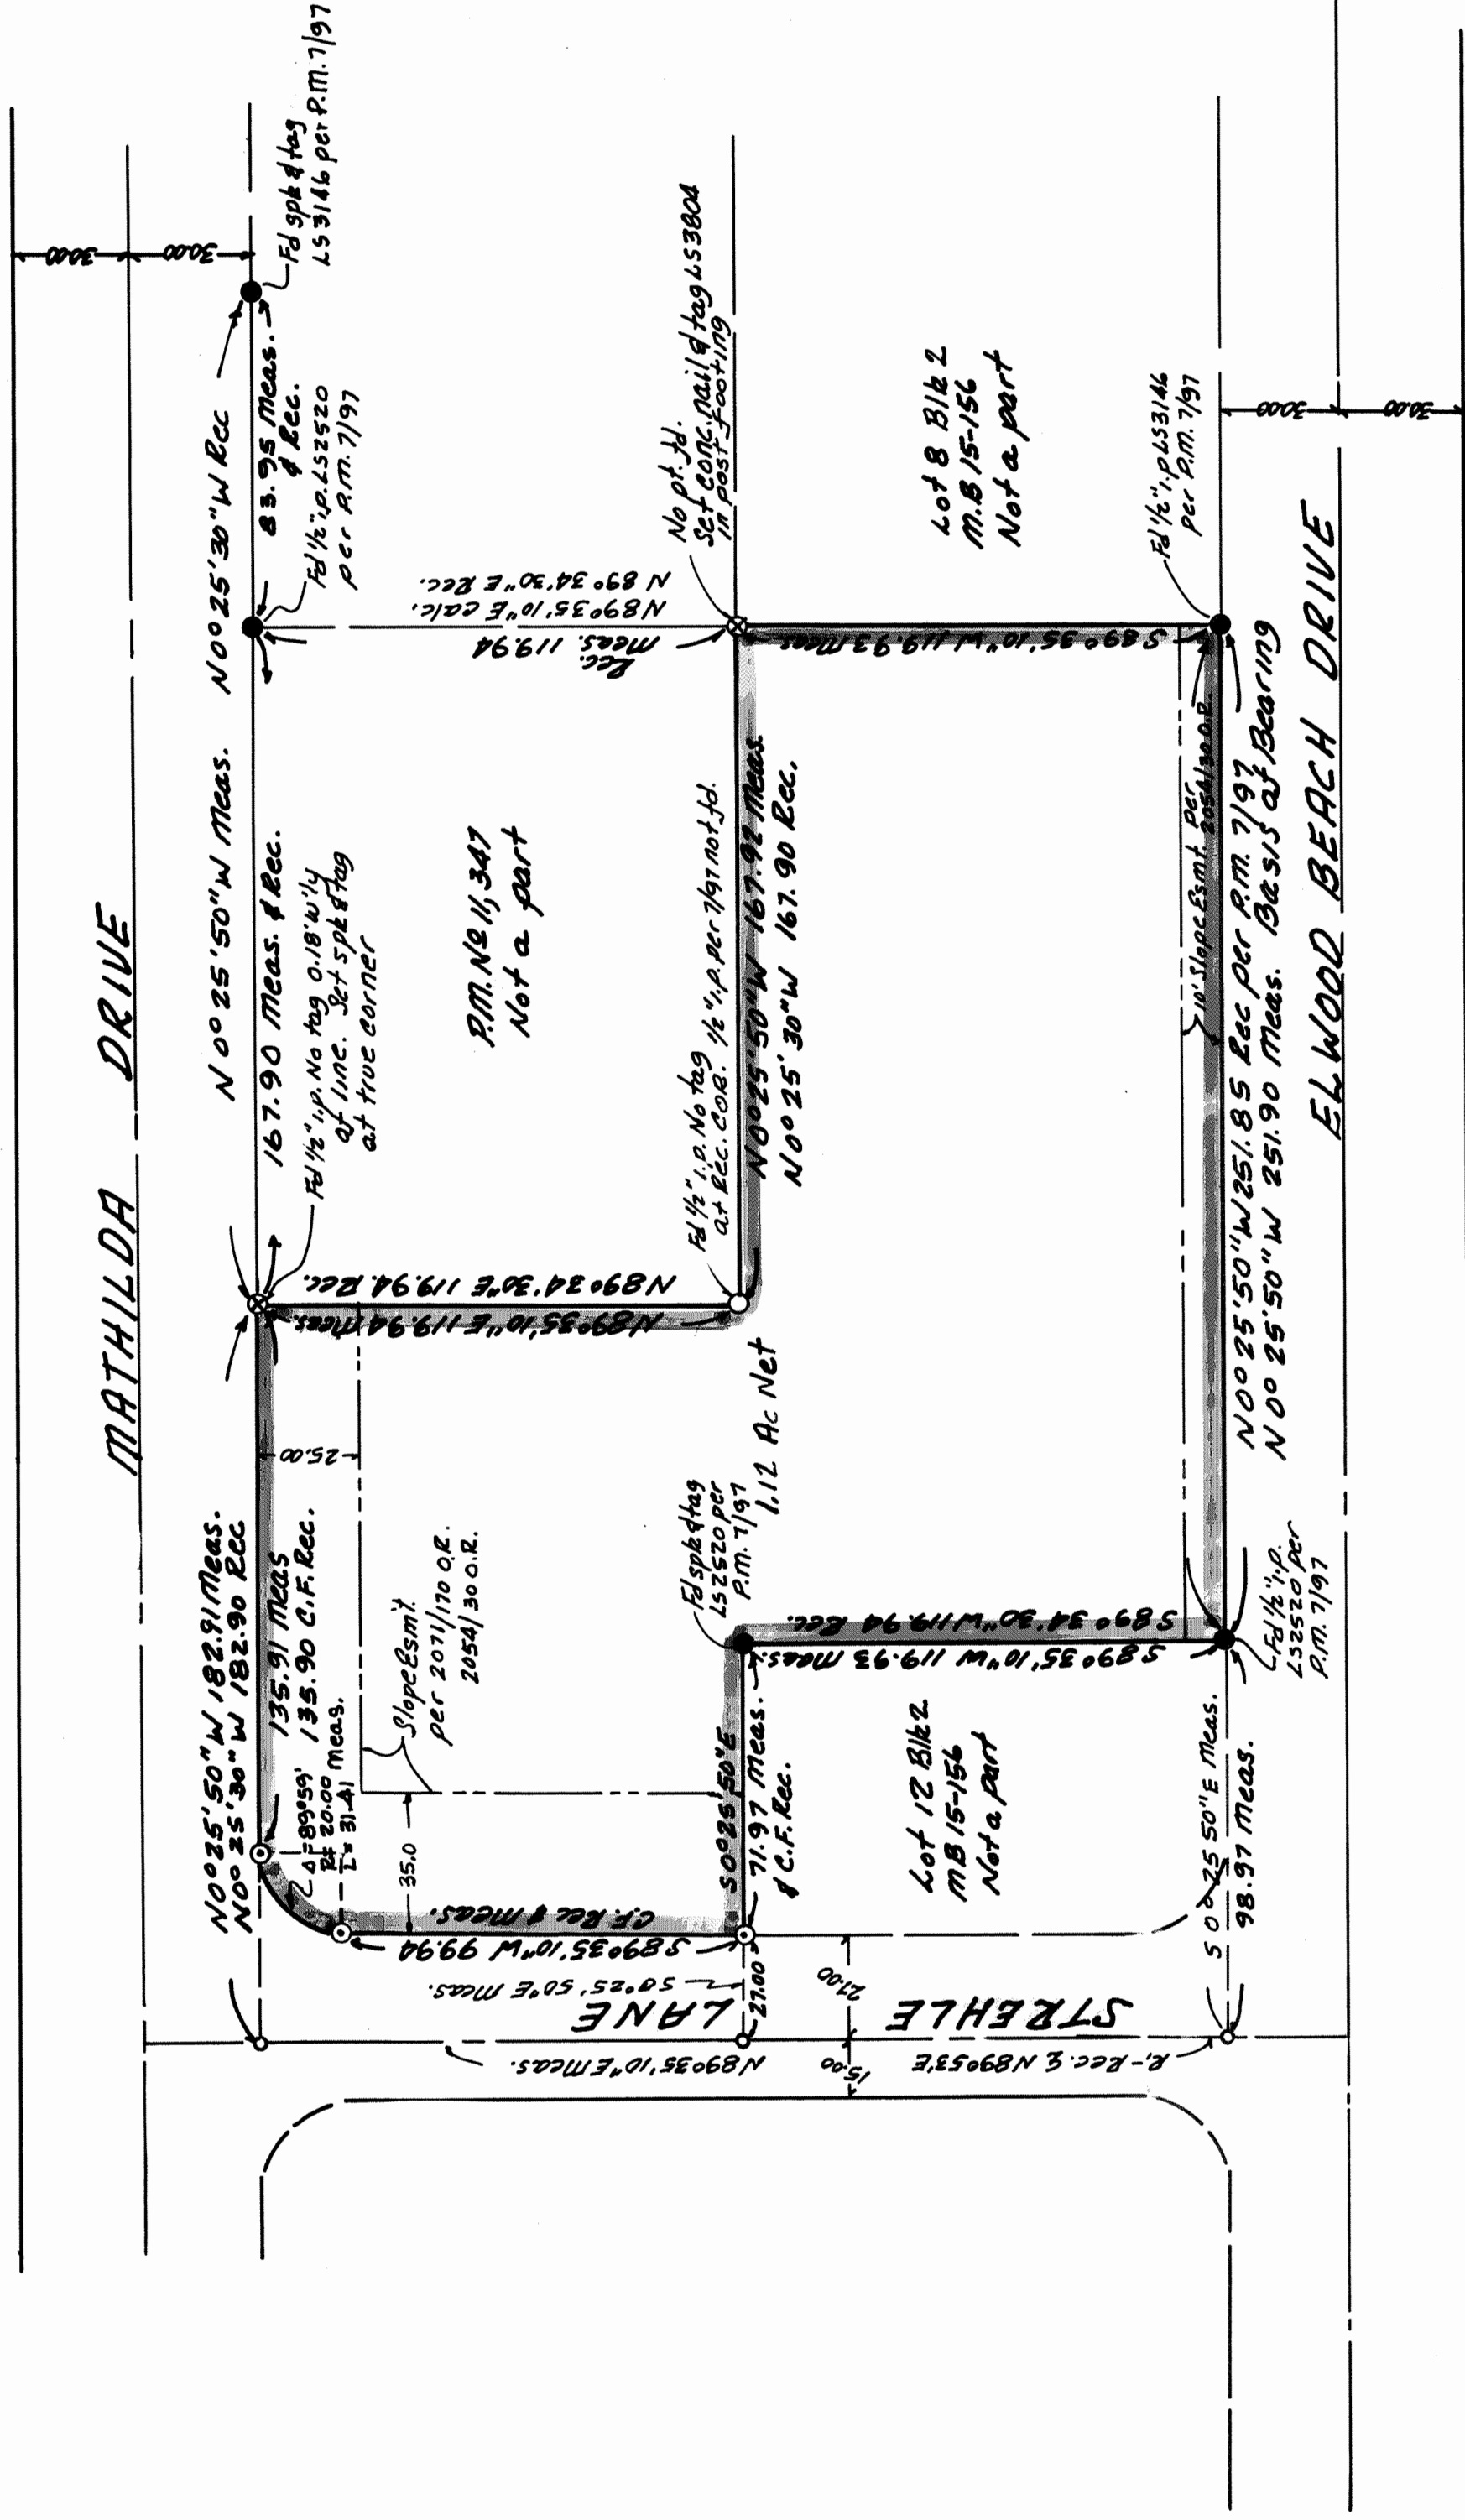 MATHILDA DRIVE
30.00
30.00
Fd spk & tag
LS3146 per P.M. 7/97
N 0° 25' 30" W Rec
83.95 meas.
& Rec.
Fd ½" i.p. LS2520
per P.M. 7/97
N 0° 25' 50" W Meas.
167.90 meas. & Rec.
Fd ½" i.p. No tag 0.18' W'ly
of line. Set spk & tag
at true corner
N 0° 25' 50" W 182.91 Meas.
N 0° 25' 30" W 182.90 Rec
135.91 meas
135.90 C.F. Rec.
Δ = 89°59'
R = 20.00
L = 31.41 meas.
25.00
35.0
Slope Esmt.
per 2071/170 O.R.
2054/30 O.R.
N 89° 34' 30" E Rec.
N 89° 35' 10" E calc.
meas. 119.94
Rec.
No pt. fd.
Set conc. nail & tag LS3804
in post footing
P.M. No 11,347
Not a part
N 89° 34' 30" E 119.94 Rec.
N 89° 35' 10" E 119.94 meas.
Fd ½" i.p. No tag
at Rec. COR. ½" i.p. per 7/97 not fd.
N 0° 25' 50" W 167.92 Meas
N 0° 25' 30" W 167.90 Rec.
Lot 8 Blk 2
M.B 15-156
Not a part
S 89° 35' 10" W 119.93 Meas
Fd ½" i.p LS3146
per P.M. 7/97
30.00
30.00
10' Slope Esmt. per
2054/30 O.R.
1.12 Ac Net
Fd spk & tag
LS2520 per
P.M. 7/97
S 89° 34' 30" W 119.94 Rec.
S 89° 35' 10" W 119.93 meas.
S 0° 25' 50" E
71.97 Meas.
& C.F. Rec.
Lot 12 Blk 2
MB 15-156
Not a part
Fd ½" i.p.
LS2520 per
P.M. 7/97
N 0° 25' 50" W 251.85 Rec per P.M. 7/97
N 0° 25' 50" W 251.90 Meas. Basis of Bearing
ELWOOD BEACH DRIVE
C.F. Rec & Meas.
S 89° 35' 10" W 99.94
S 0° 25' 50" E Meas.
27.00
27.00
15.00
STREHLE LANE
S 0° 25' 50" E Meas.
98.97 Meas.
N 89° 35' 10" E Meas.
R,- Rec. & N 89° 53' E